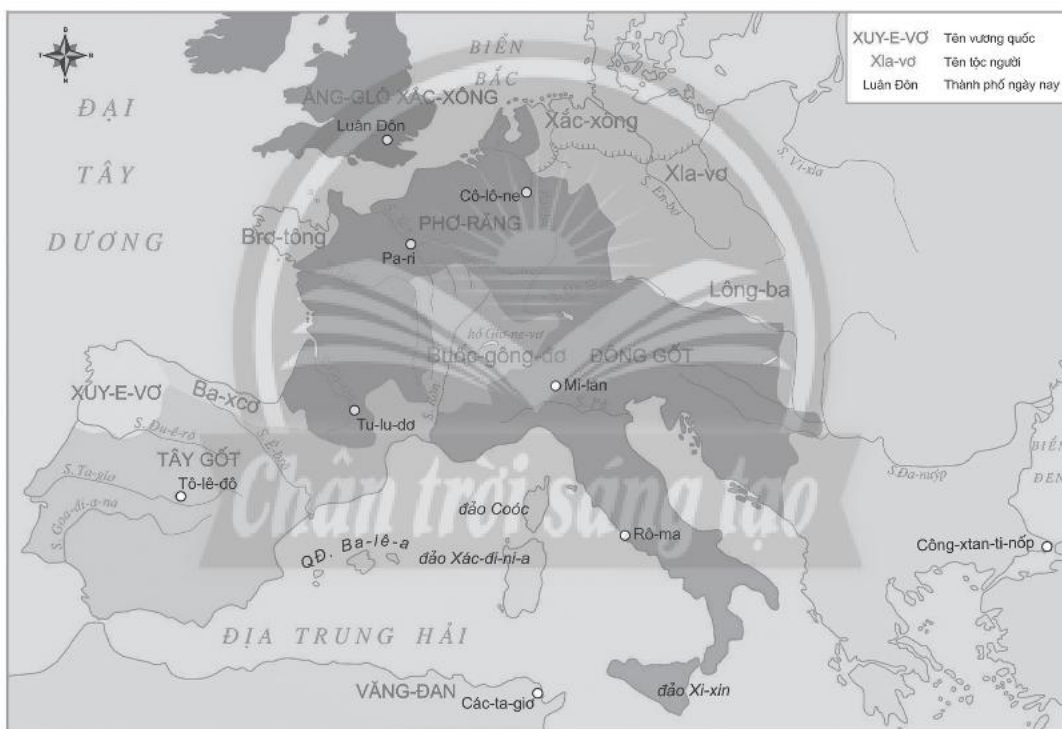 XUY-E-VƠ Tên vương quốc
Xla-vơ Tên tộc người
Luân Đôn Thành phố ngày nay
BIỂN
BẮC
ĐẠI
TÂY
DƯƠNG
ĂNG-GLÔ XẮC-XÔNG
Luân Đôn
Xắc-xông
Xla-vơ
S. Vi-xla
S. En-bơ
Cô-lô-ne
PHƠ-RĂNG
Brơ-tông
Pa-ri
Lông-ba
hồ Giơ-ne-vơ
Buốc-gông-đơ
ĐÔNG GỐT
Mi-lan
S. Pô
XUY-E-VƠ
Ba-xcơ
Tu-lu-dơ
S. Đu-ê-rô
S. Ê-brô
TÂY GỐT
S. Ta-giơ
Tô-lê-đô
S. Goa-đi-a-na
S.Đa-nuýp
BIỂN
ĐEN
Chân trời sáng tạo
đảo Coóc
Rô-ma
QĐ. Ba-lê-a
đảo Xác-đi-ni-a
Công-xtan-ti-nốp
ĐỊA TRUNG HẢI
VĂNG-ĐAN
Các-ta-giơ
đảo Xi-xin